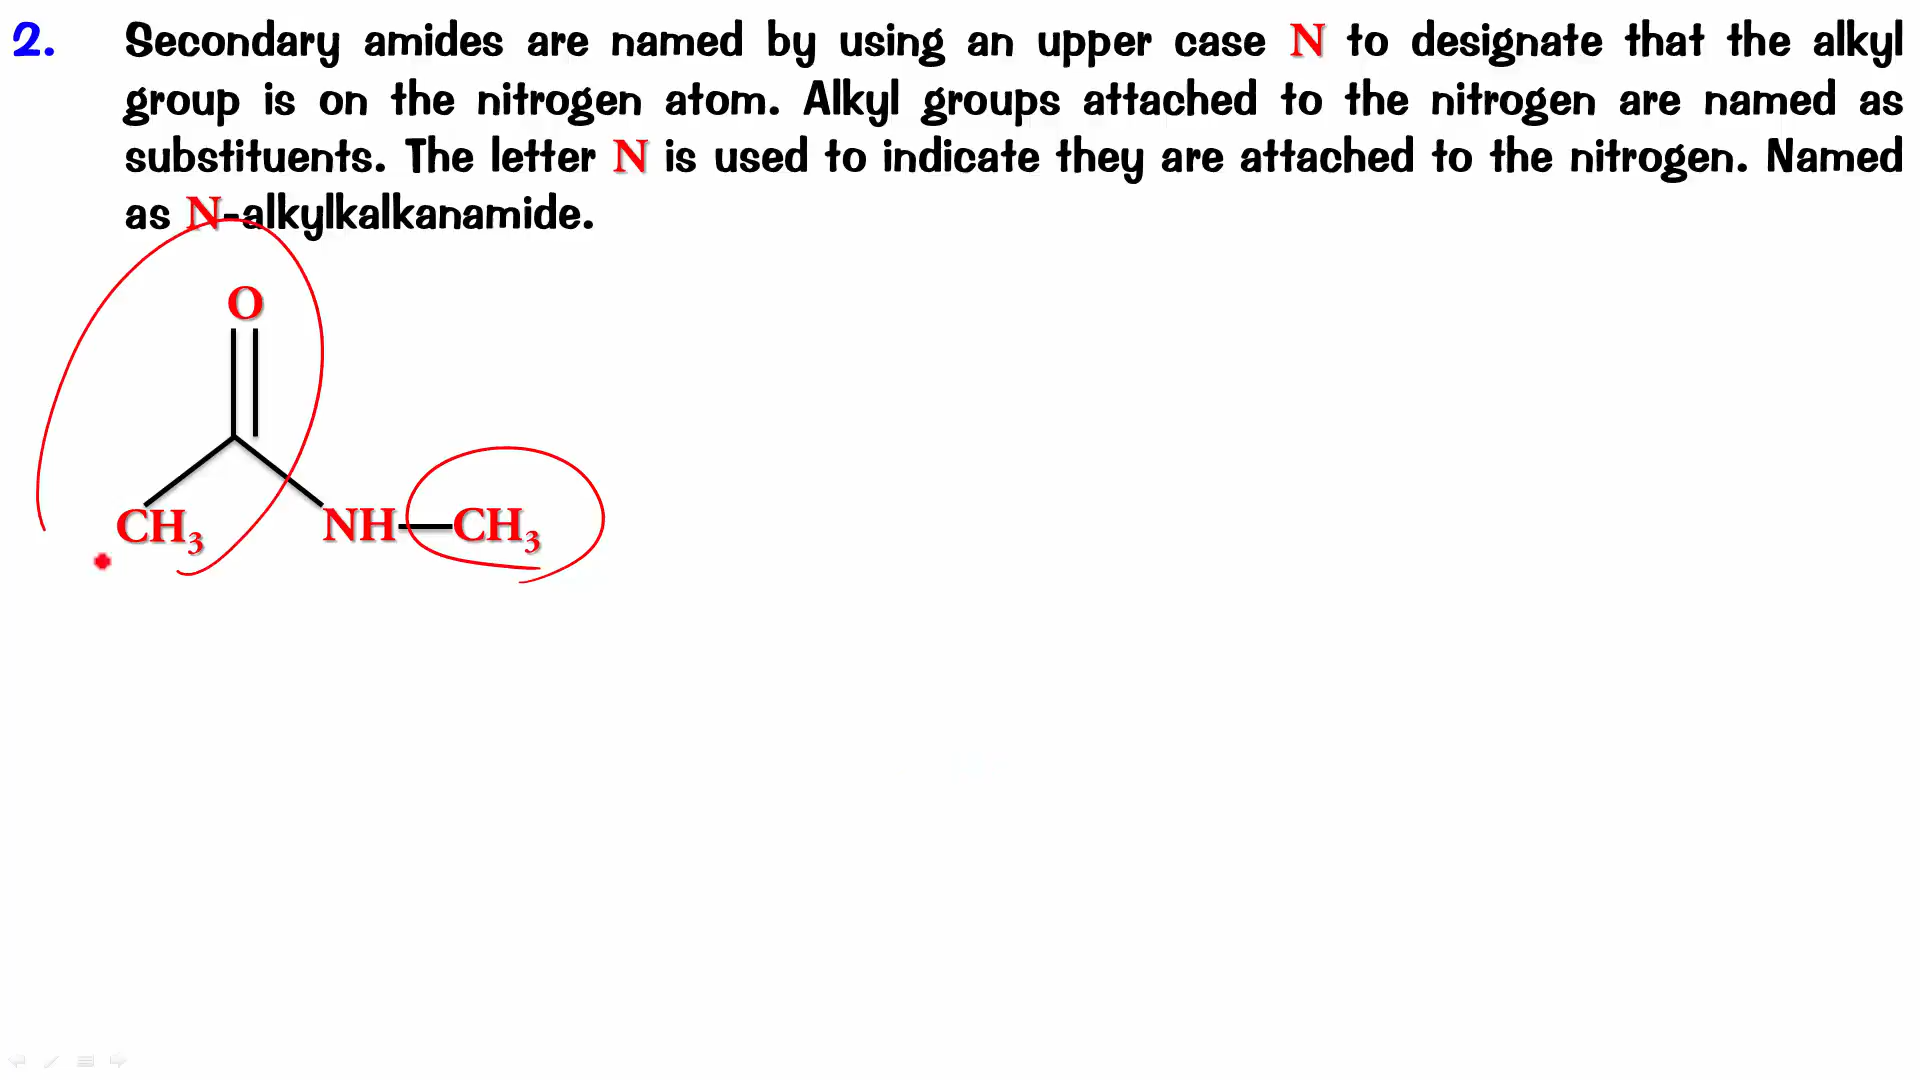 2. Secondary amides are named by using an upper case N to designate that the alkyl
group is on the nitrogen atom. Alkyl groups attached to the nitrogen are named as
substituents. The letter N is used to indicate they are attached to the nitrogen. Named
as N-alkylkalkanamide.
O
CH₃ NH—CH₃